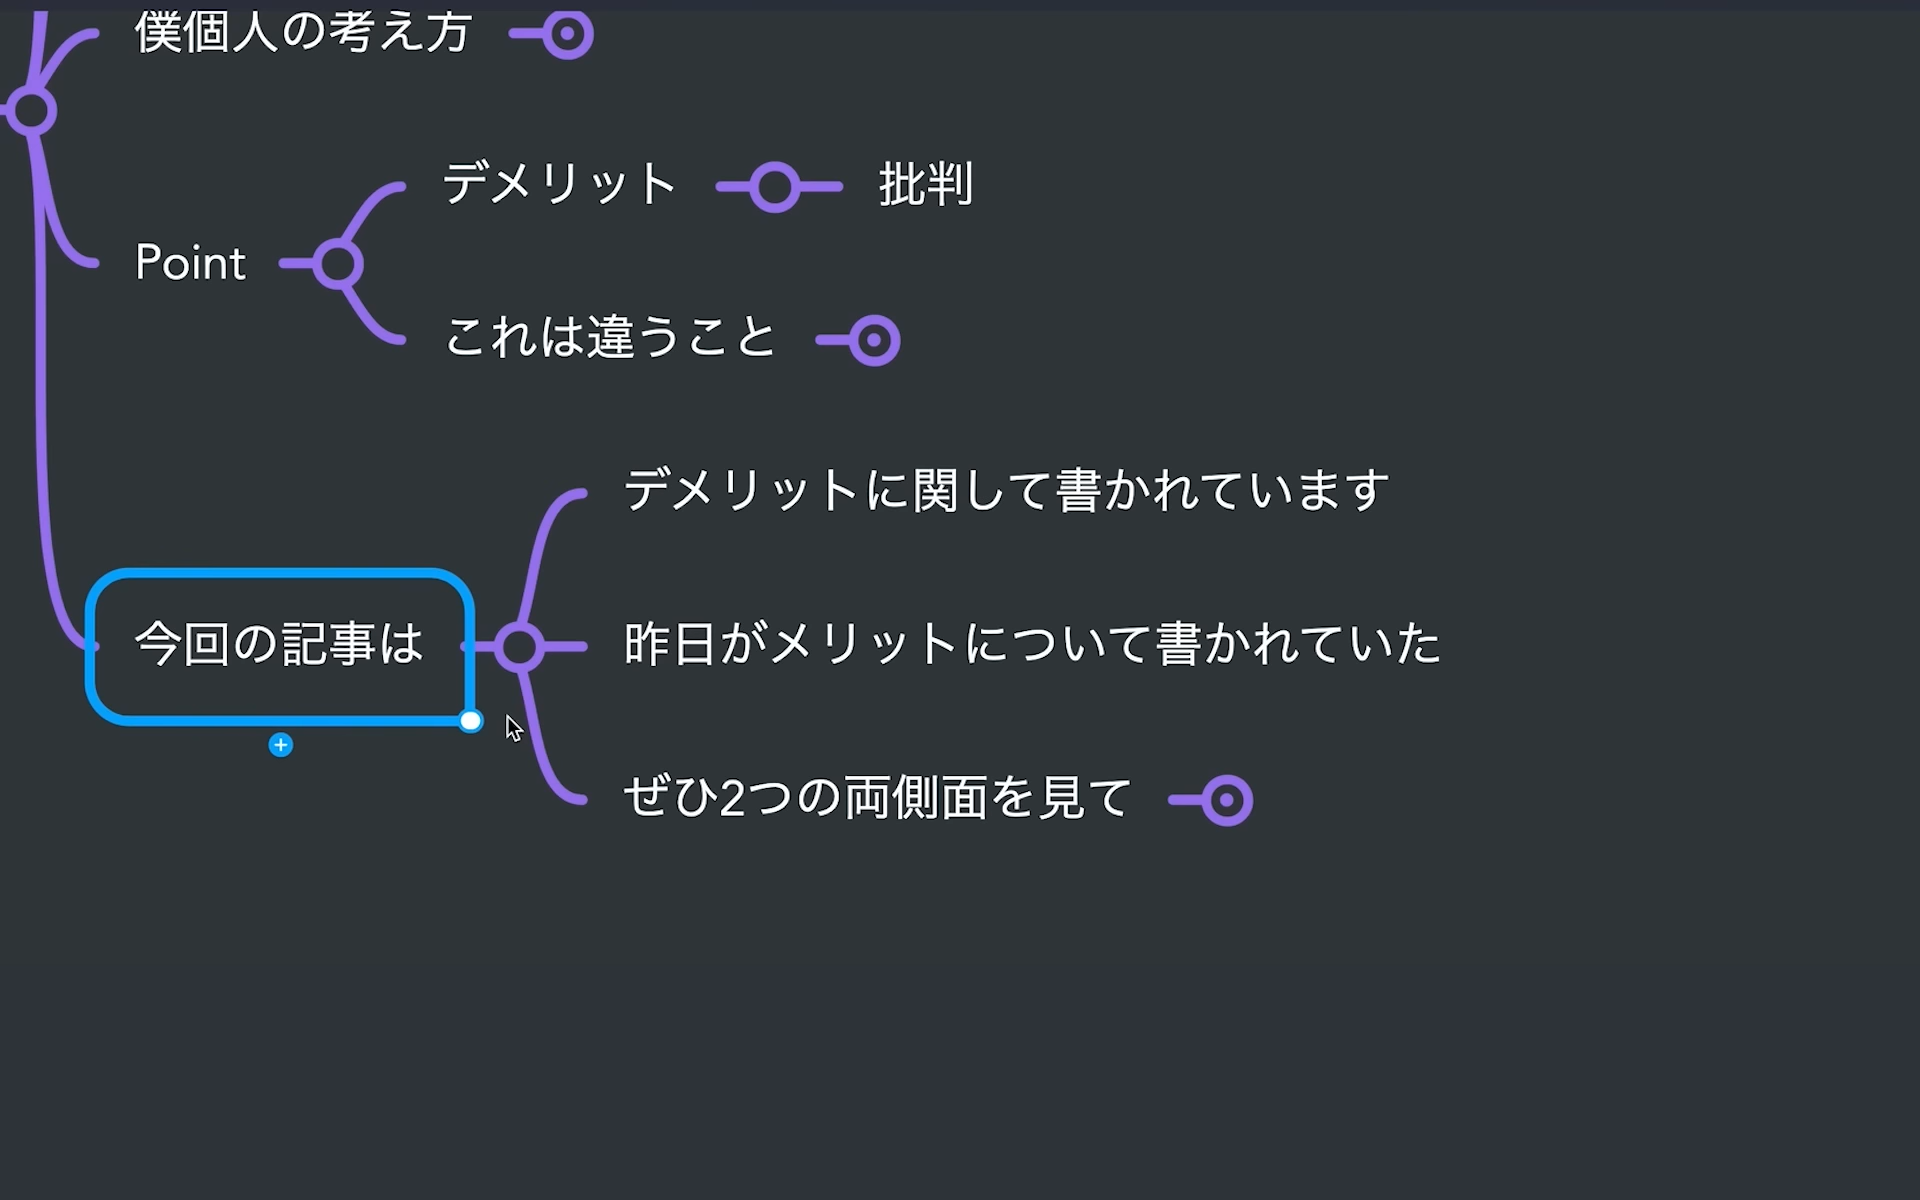 僕個人の考え方
デメリット
批判
Point
これは違うこと
デメリットに関して書かれています
今回の記事は
昨日がメリットについて書かれていた
ぜひ2つの両側面を見て